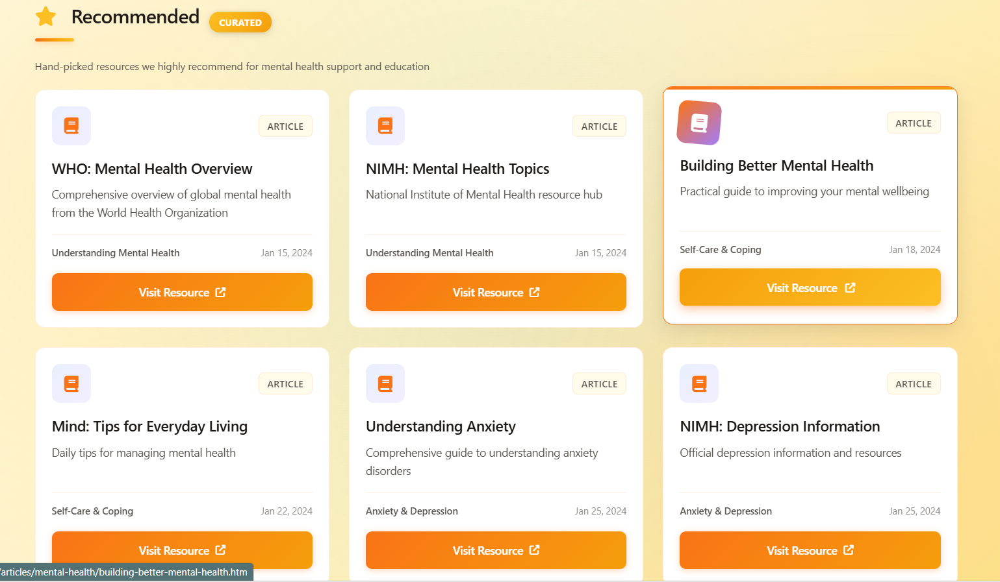 Recommended
CURATED
Hand-picked resources we highly recommend for mental health support and education
ARTICLE
WHO: Mental Health Overview
Comprehensive overview of global mental health
from the World Health Organization
Understanding Mental Health
Jan 15, 2024
Visit Resource
ARTICLE
NIMH: Mental Health Topics
National Institute of Mental Health resource hub
Understanding Mental Health
Jan 15, 2024
Visit Resource
ARTICLE
Building Better Mental Health
Practical guide to improving your mental wellbeing
Self-Care & Coping
Jan 18, 2024
Visit Resource
ARTICLE
Mind: Tips for Everyday Living
Daily tips for managing mental health
Self-Care & Coping
Jan 22, 2024
Visit Resource
ARTICLE
Understanding Anxiety
Comprehensive guide to understanding anxiety
disorders
Anxiety & Depression
Jan 25, 2024
Visit Resource
ARTICLE
NIMH: Depression Information
Official depression information and resources
Anxiety & Depression
Jan 25, 2024
Visit Resource
/articles/mental-health/building-better-mental-health.htm